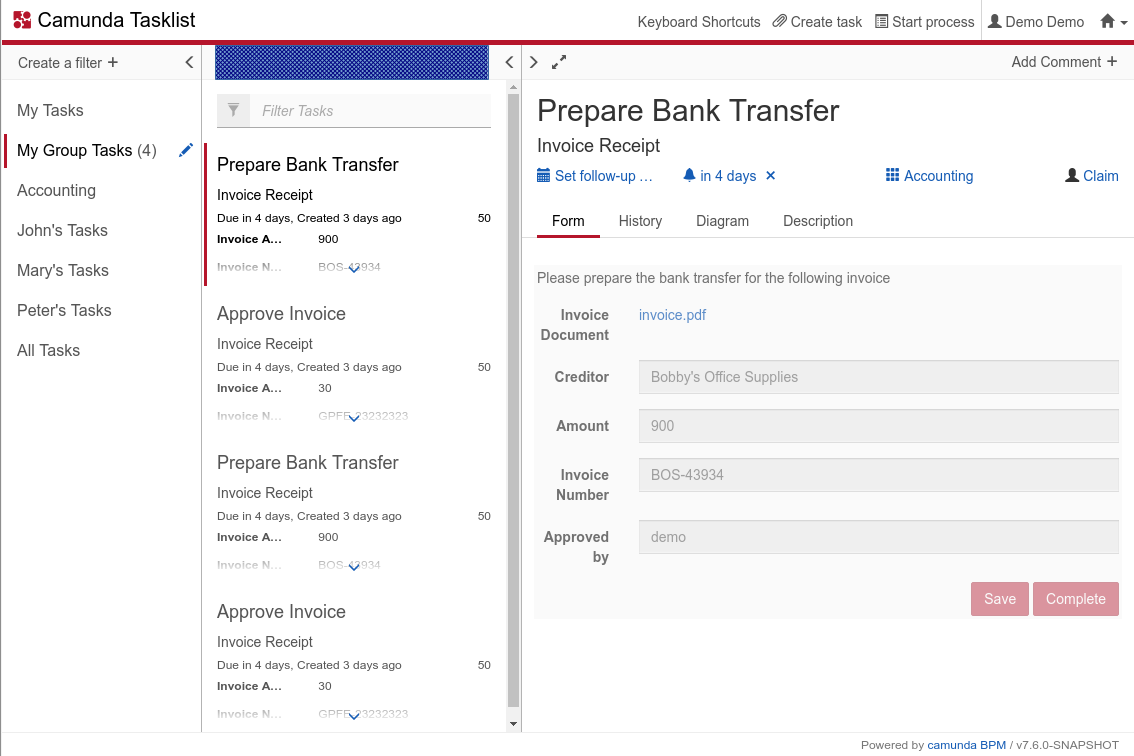 Camunda Tasklist
Keyboard Shortcuts Create task Start process Demo Demo
Create a filter +
My Tasks
My Group Tasks (4)
Accounting
John's Tasks
Mary's Tasks
Peter's Tasks
All Tasks
Filter Tasks
Prepare Bank Transfer
Invoice Receipt
Due in 4 days, Created 3 days ago 50
Invoice A... 900
Invoice N... BOS-43934
Approve Invoice
Invoice Receipt
Due in 4 days, Created 3 days ago 50
Invoice A... 30
Invoice N... GPFE-23232323
Prepare Bank Transfer
Invoice Receipt
Due in 4 days, Created 3 days ago 50
Invoice A... 900
Invoice N... BOS-43934
Approve Invoice
Invoice Receipt
Due in 4 days, Created 3 days ago 50
Invoice A... 30
Invoice N... GPFE-23232323
Add Comment +
Prepare Bank Transfer
Invoice Receipt
Set follow-up ... in 4 days × Accounting Claim
Form History Diagram Description
Please prepare the bank transfer for the following invoice
Invoice Document invoice.pdf
Creditor Bobby's Office Supplies
Amount 900
Invoice Number BOS-43934
Approved by demo
Save Complete
Powered by camunda BPM / v7.6.0-SNAPSHOT